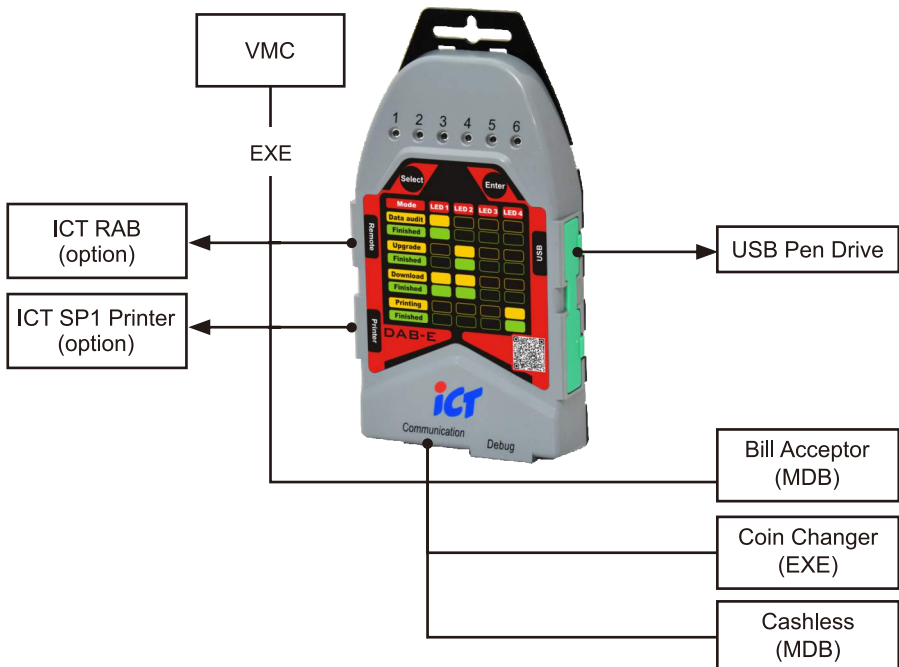 VMC
EXE
1 2 3 4 5 6
Select
Enter
Mode LED 1 LED 2 LED 3 LED 4
Data audit
Finished
Upgrade
Finished
Download
Finished
Printing
Finished
Remote
USB
Printer
DAB-E
iCT
Communication
Debug
ICT RAB
(option)
ICT SP1 Printer
(option)
USB Pen Drive
Bill Acceptor
(MDB)
Coin Changer
(EXE)
Cashless
(MDB)